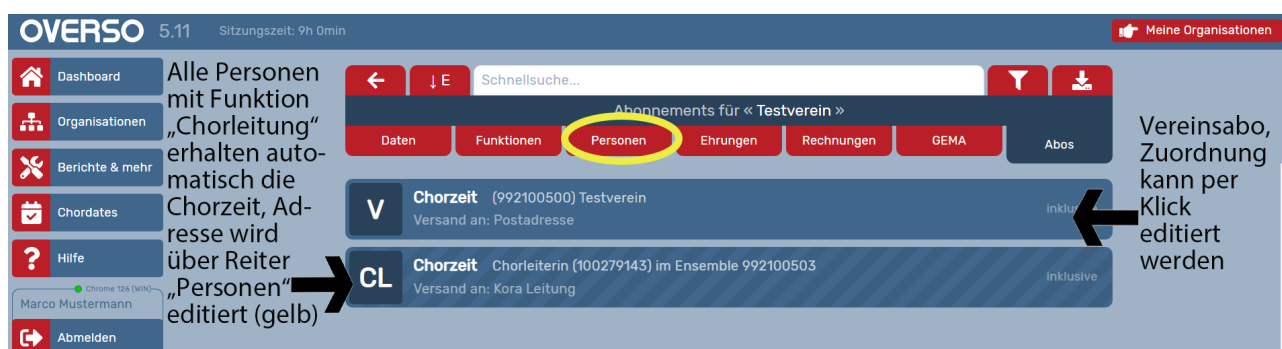 OVERSO 5.11 Sitzungszeit: 9h 0min
Meine Organisationen
Dashboard
Organisationen
Berichte & mehr
Chordates
Hilfe
Chrome 126 (WIN)
Marco Mustermann
Abmelden
Alle Personen
mit Funktion
„Chorleitung“
erhalten auto-
matisch die
Chorzeit, Ad-
resse wird
über Reiter
„Personen“
editiert (gelb)
↓ E Schnellsuche...
Abonnements für « Testverein »
Daten Funktionen Personen Ehrungen Rechnungen GEMA Abos
V Chorzeit (992100500) Testverein
Versand an: Postadresse
CL Chorzeit Chorleiterin (100279143) im Ensemble 992100503
Versand an: Kora Leitung
inklusive
Vereinsabo,
Zuordnung
kann per
Klick
editiert
werden